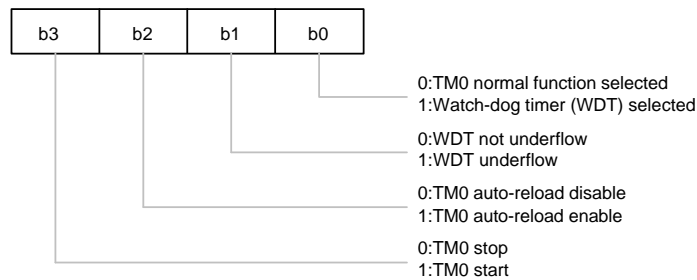 b3 b2 b1 b0
0:TM0 normal function selected
1:Watch-dog timer (WDT) selected
0:WDT not underflow
1:WDT underflow
0:TM0 auto-reload disable
1:TM0 auto-reload enable
0:TM0 stop
1:TM0 start